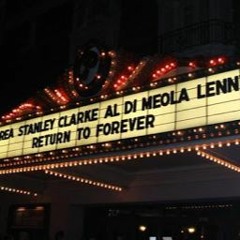 REA STANLEY CLARKE AL DI MEOLA LENN
RETURN TO FOREVER